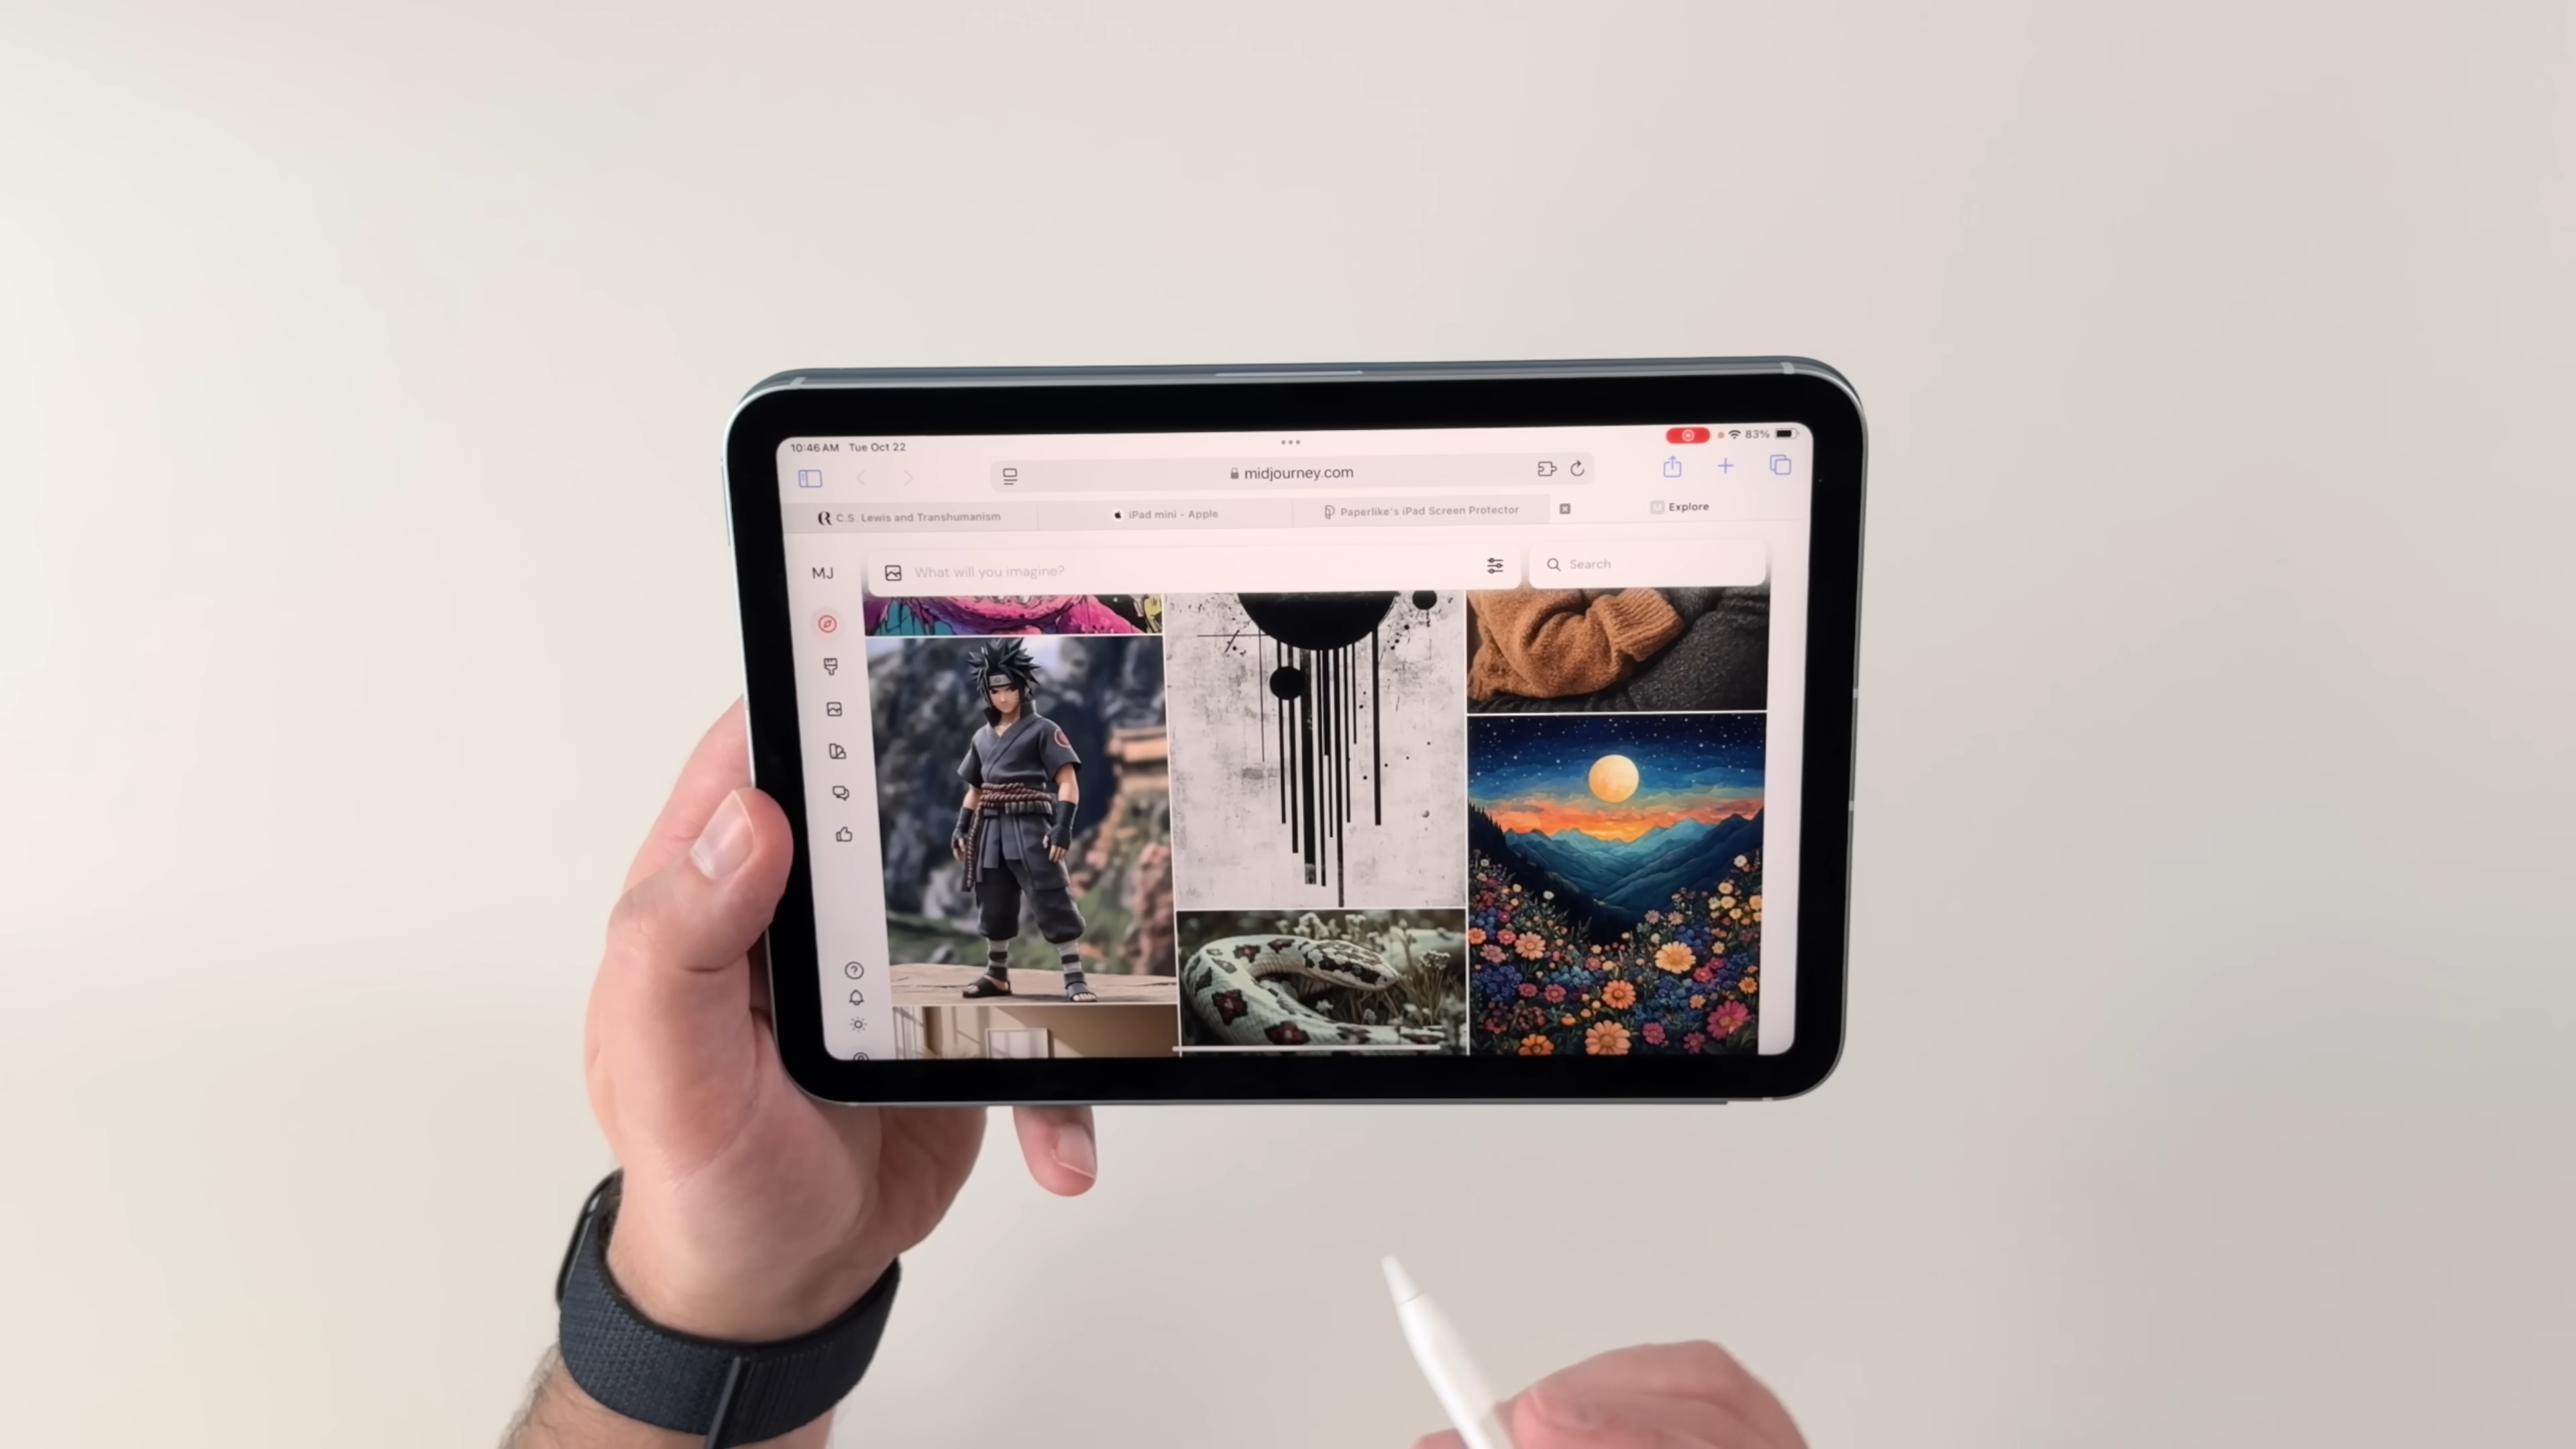 10:46 AM Tue Oct 22
83%
midjourney.com
C.S. Lewis and Transhumanism
iPad mini - Apple
Paperlike's iPad Screen Protector
Explore
MJ
What will you imagine?
Search